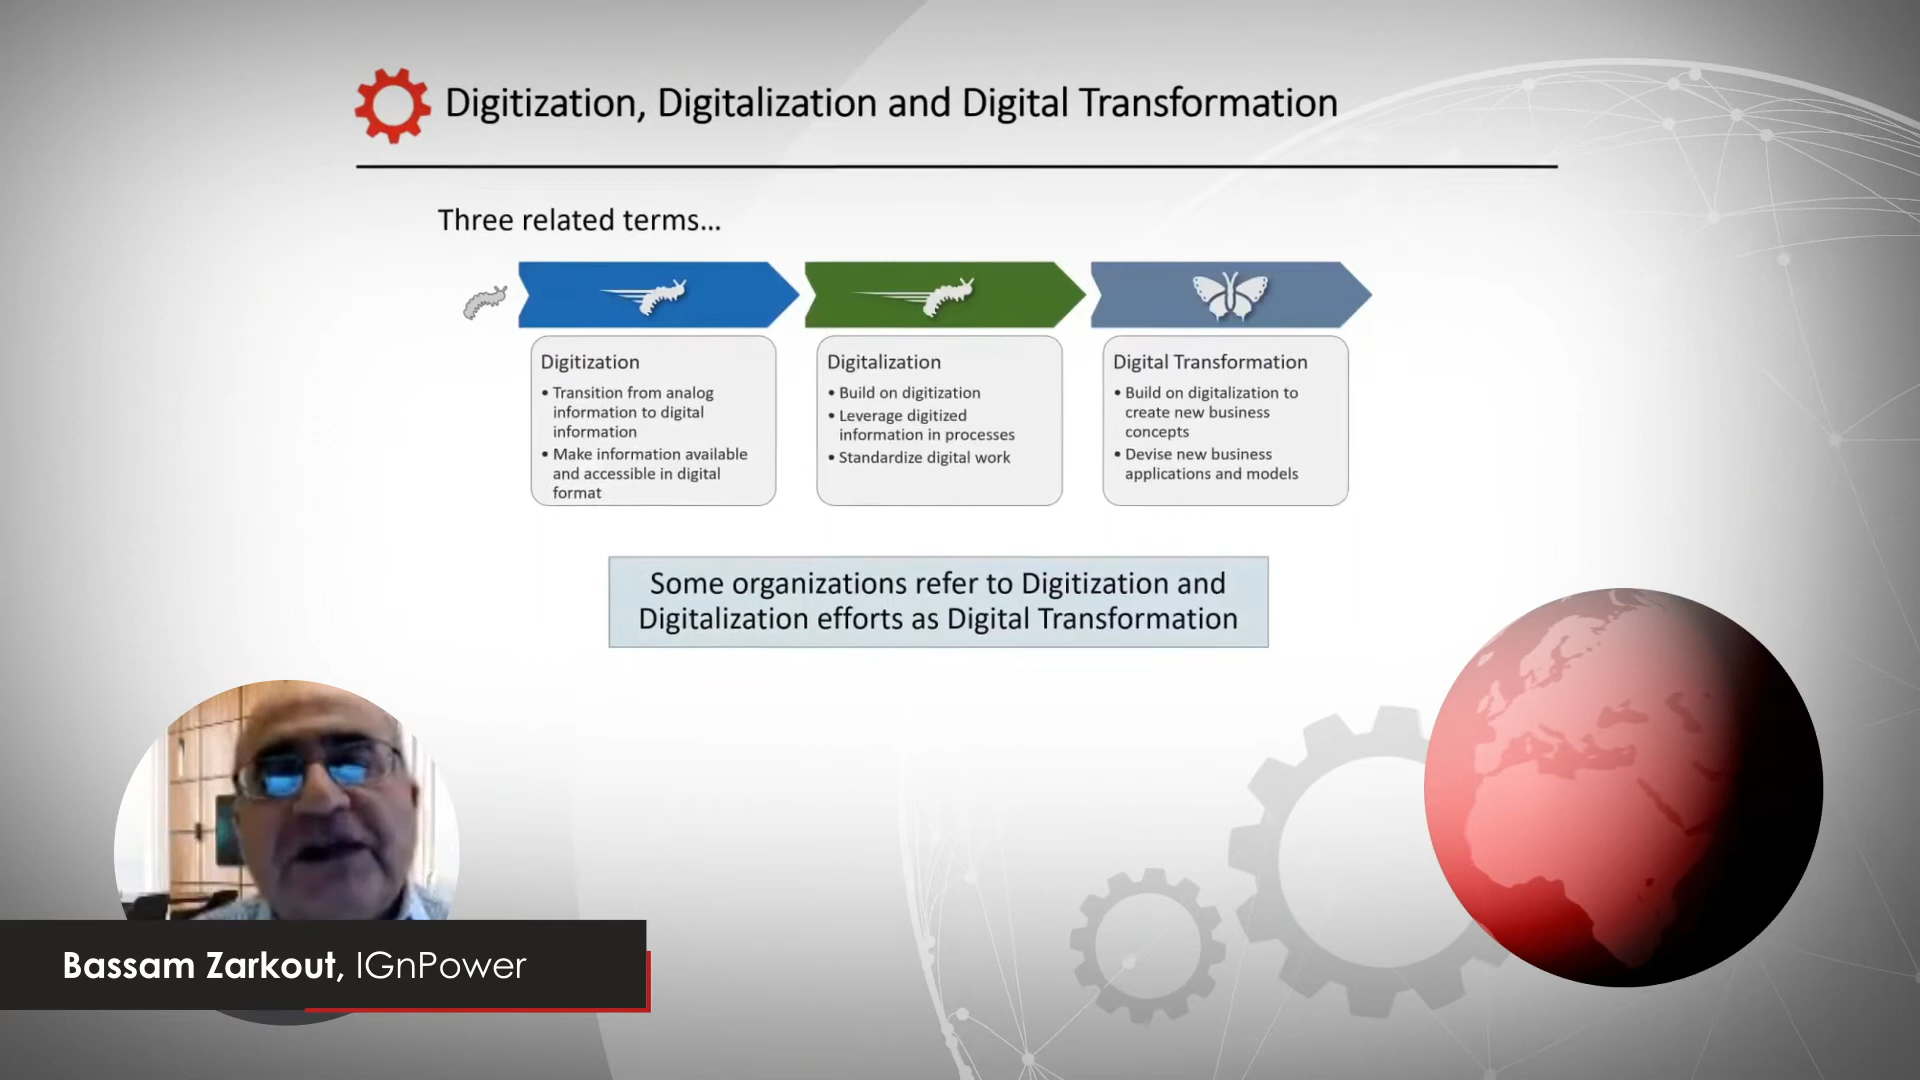 Digitization, Digitalization and Digital Transformation
Three related terms...
Digitization
• Transition from analog
information to digital
information
• Make information available
and accessible in digital
format
Digitalization
• Build on digitization
• Leverage digitized
information in processes
• Standardize digital work
Digital Transformation
• Build on digitalization to
create new business
concepts
• Devise new business
applications and models
Some organizations refer to Digitization and
Digitalization efforts as Digital Transformation
Bassam Zarkout, IGnPower